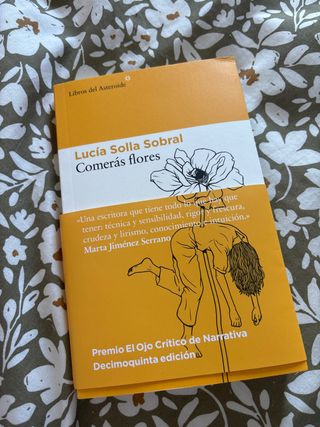 Libros del Asteroide
Lucía Solla Sobral
Comerás flores
«Una escritora que tiene todo lo que hay que
tener: técnica y sensibilidad, rigor y frescura,
crudeza y lirismo, conocimiento e intuición.»
Marta Jiménez Serrano
Premio El Ojo Crítico de Narrativa
Decimoquinta edición